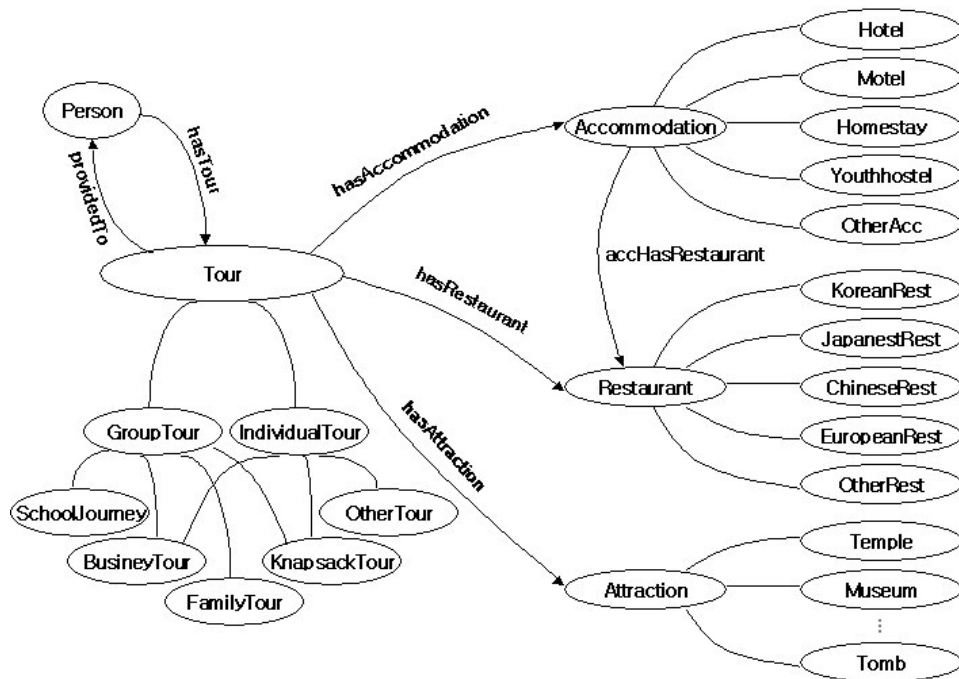 Hotel
Person
Motel
Accommodation
Homestay
hasTour
hasAccommodation
providedTo
Youthhostel
OtherAcc
accHasRestaurant
Tour
hasRestaurant
KoreanRest
JapanestRest
Restaurant
ChineseRest
hasAttraction
GroupTour
IndividualTour
EuropeanRest
OtherRest
SchoolJourney
OtherTour
BusineyTour
KnapsackTour
Temple
FamilyTour
Attraction
Museum
Tomb